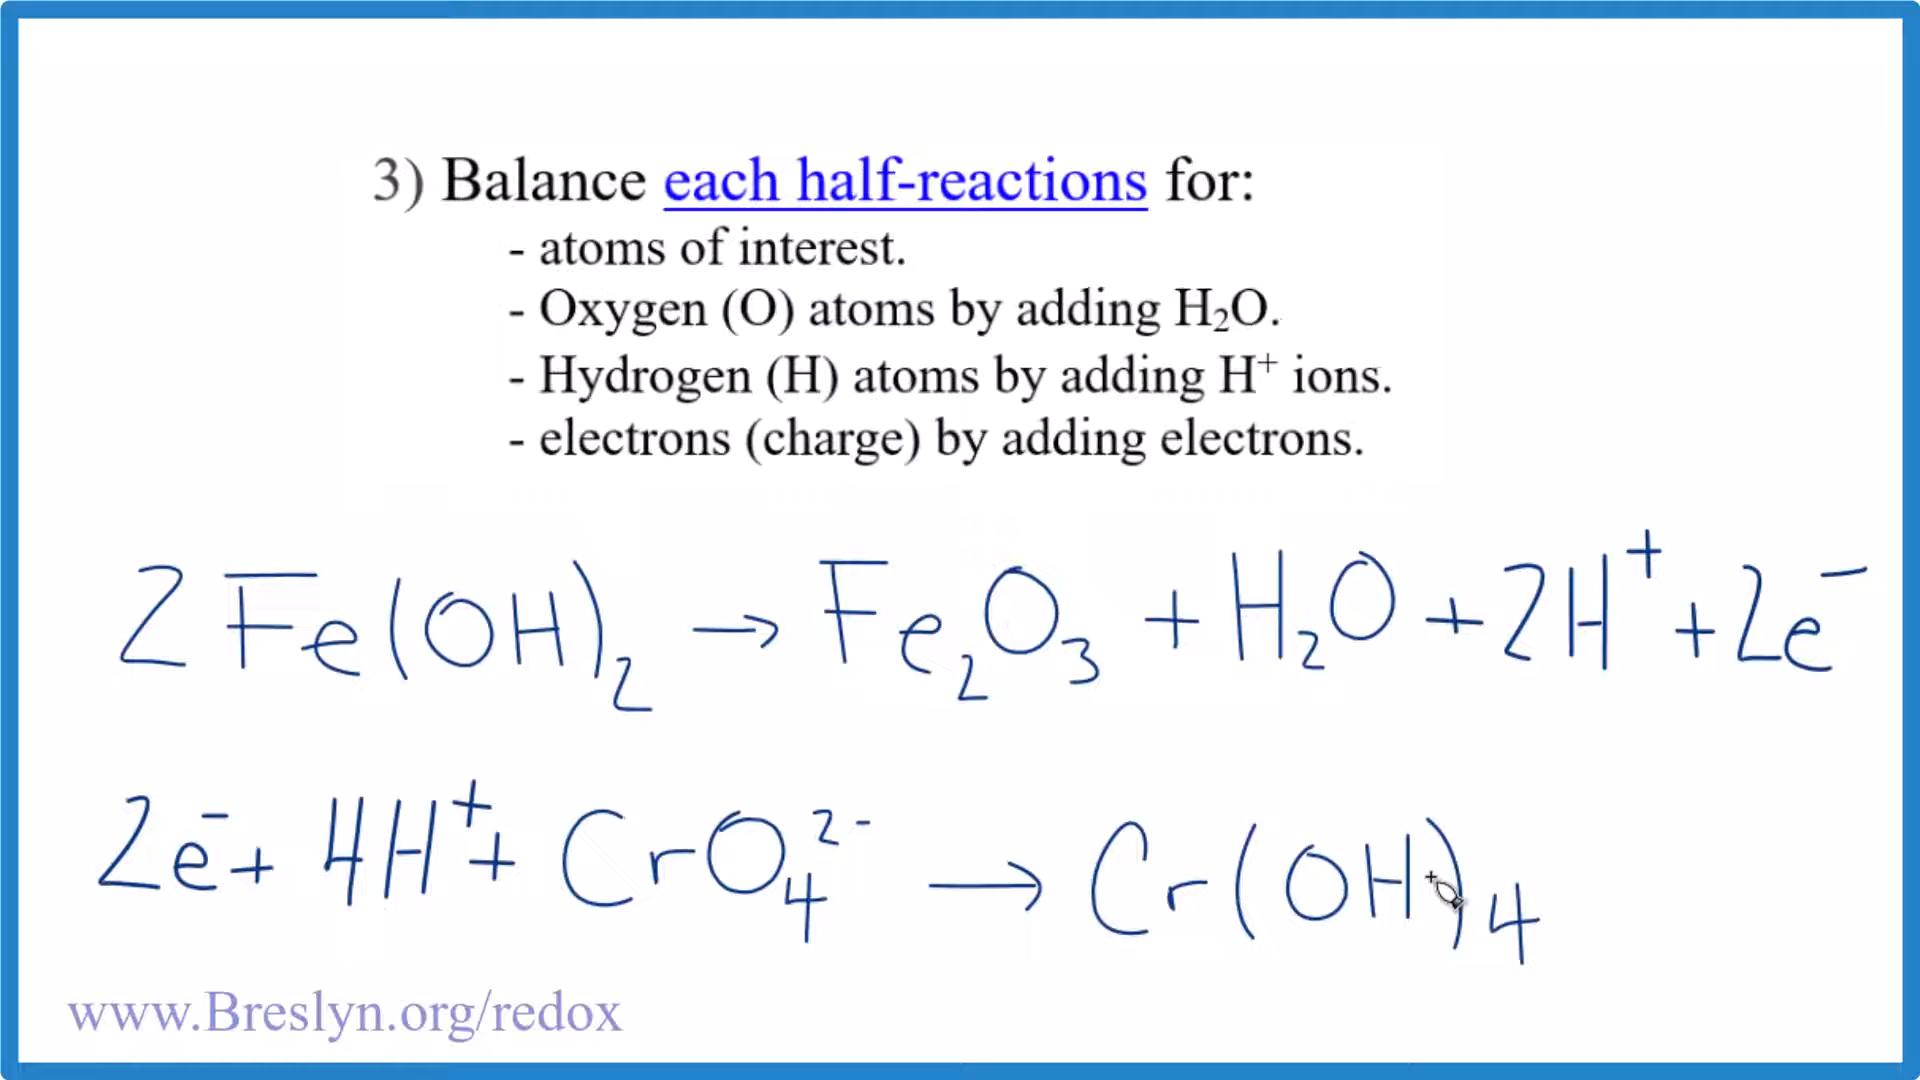 3) Balance each half-reactions for:
- atoms of interest.
- Oxygen (O) atoms by adding H₂O.
- Hydrogen (H) atoms by adding H⁺ ions.
- electrons (charge) by adding electrons.
2Fe(OH)₂ → Fe₂O₃ + H₂O + 2H⁺ + 2e⁻
2e⁻ + 4H⁺ + CrO₄²⁻ → Cr(OH)₄
www.Breslyn.org/redox